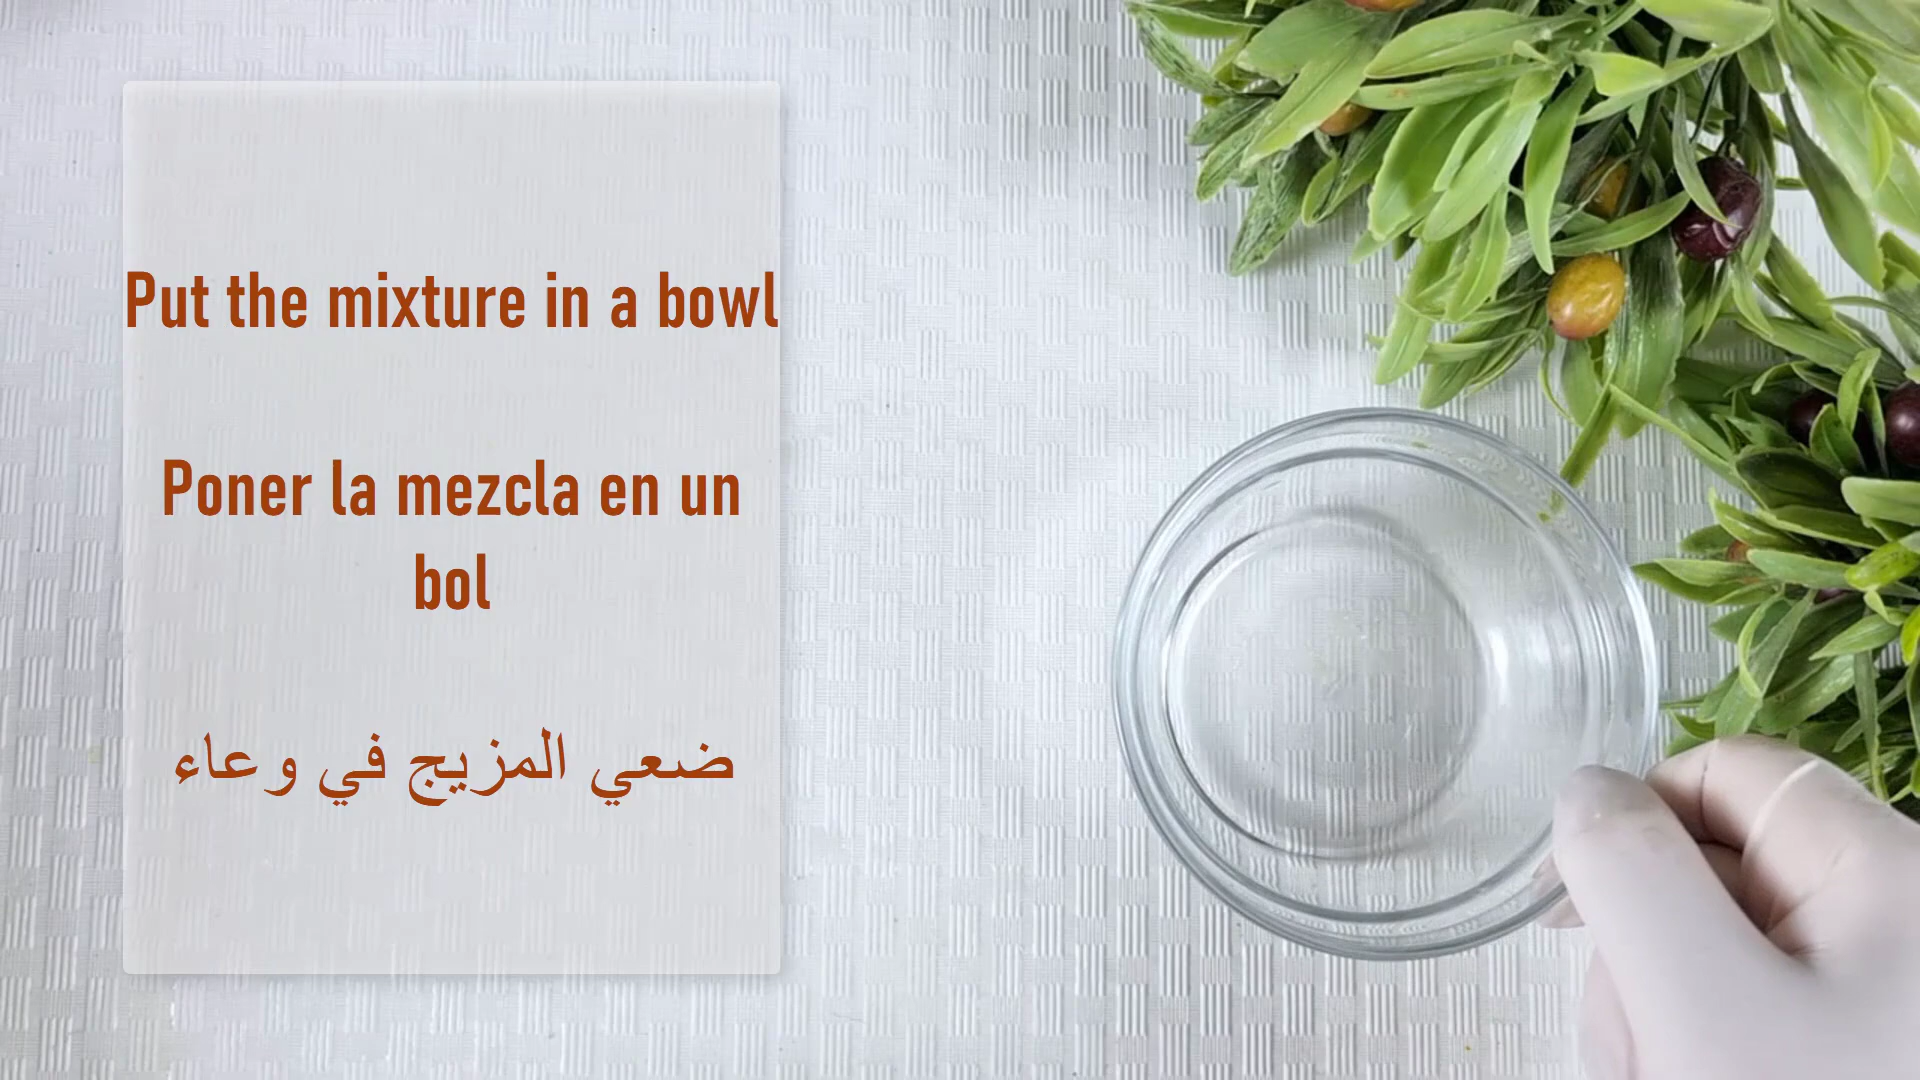 Put the mixture in a bowl
Poner la mezcla en un
bol
ضعي المزيج في وعاء